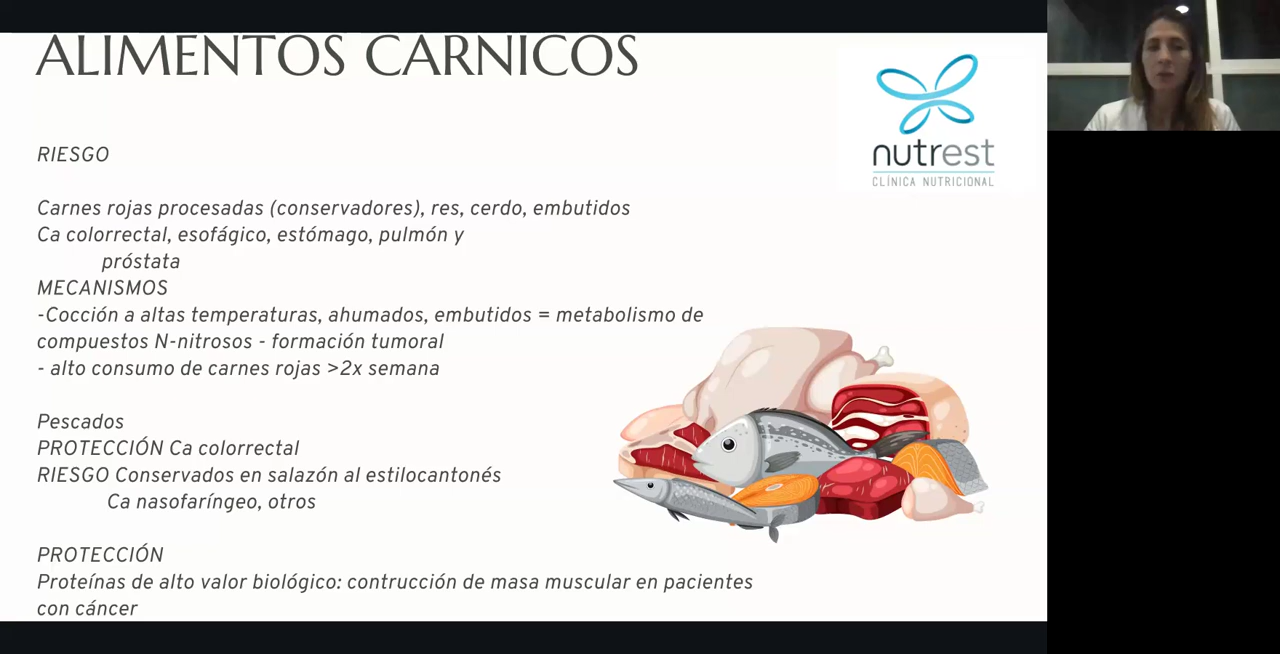 ALIMENTOS CARNICOS
nutrest
CLÍNICA NUTRICIONAL
RIESGO
Carnes rojas procesadas (conservadores), res, cerdo, embutidos
Ca colorrectal, esofágico, estómago, pulmón y
próstata
MECANISMOS
-Cocción a altas temperaturas, ahumados, embutidos = metabolismo de
compuestos N-nitrosos - formación tumoral
- alto consumo de carnes rojas >2x semana
Pescados
PROTECCIÓN Ca colorrectal
RIESGO Conservados en salazón al estilocantonés
Ca nasofaríngeo, otros
PROTECCIÓN
Proteínas de alto valor biológico: contrucción de masa muscular en pacientes
con cáncer